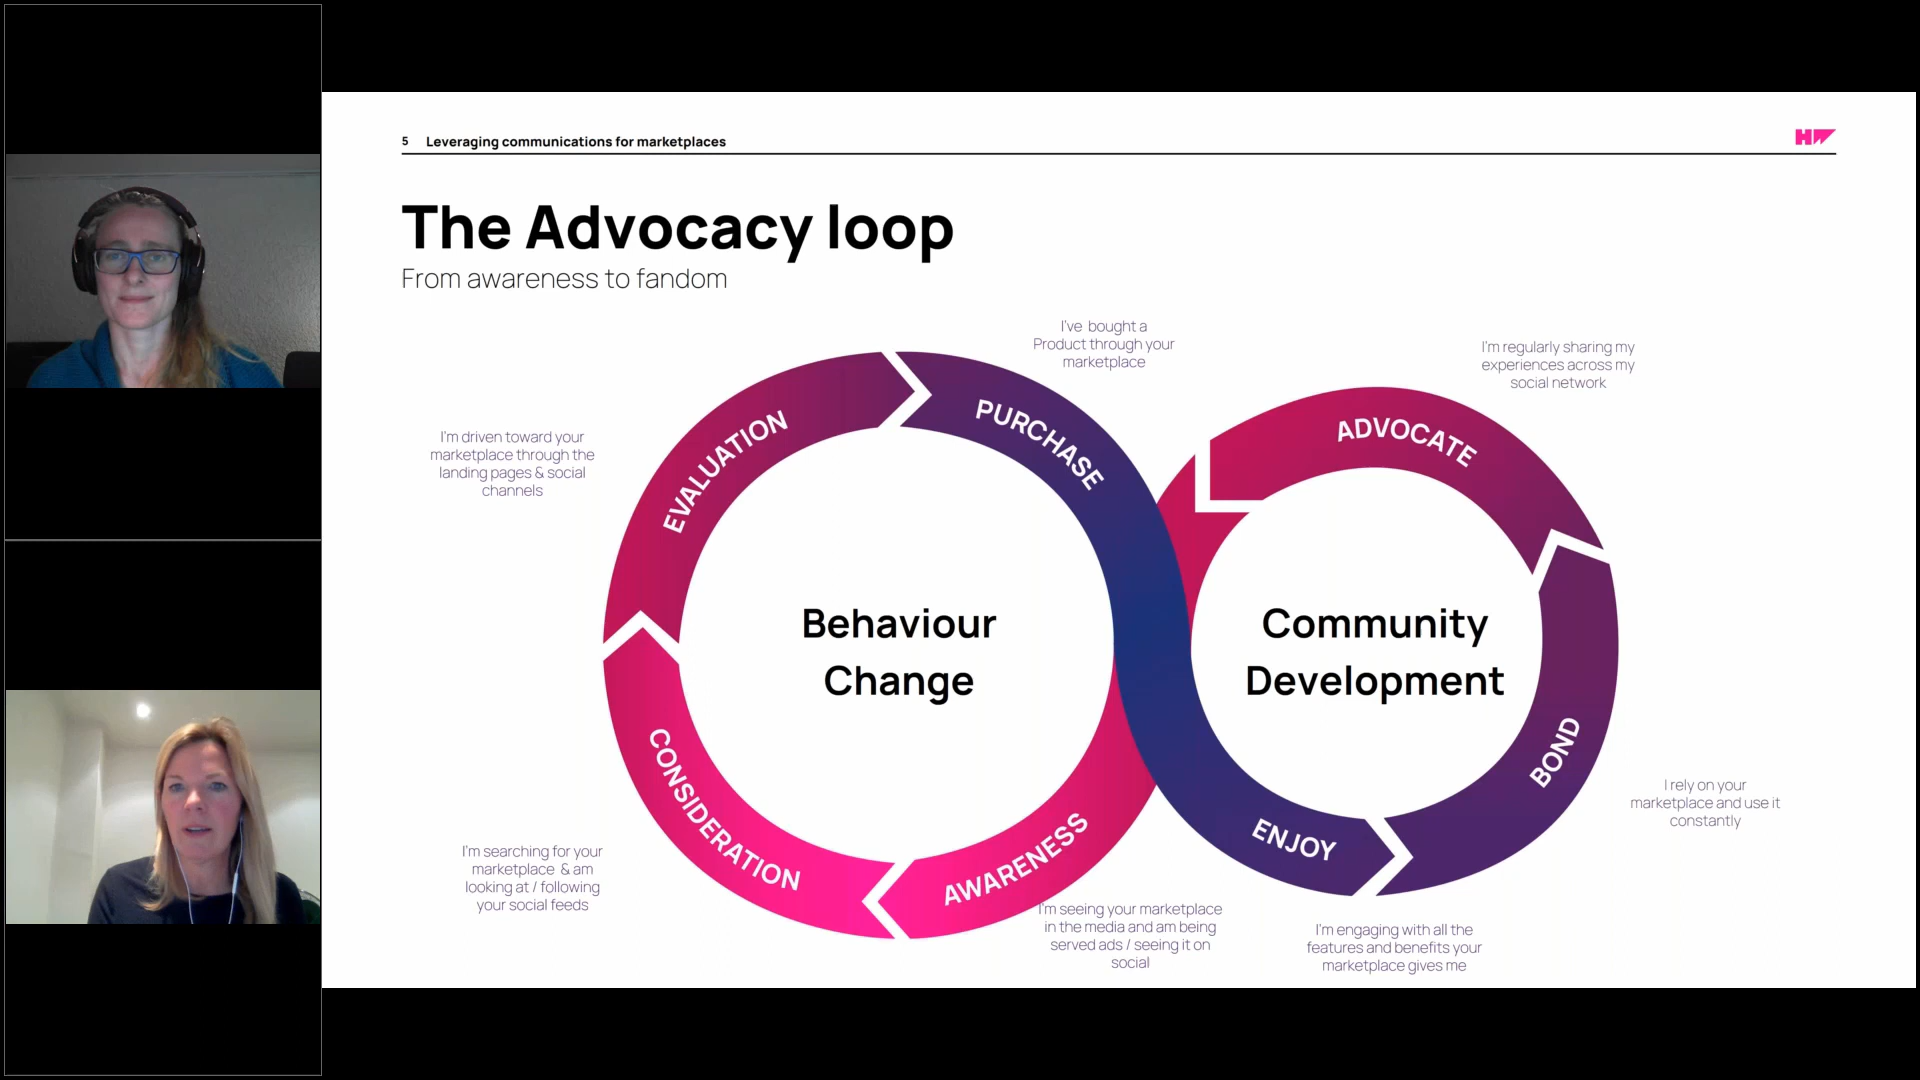 5 Leveraging communications for marketplaces
HW
The Advocacy loop
From awareness to fandom
I've bought a
Product through your
marketplace
I'm regularly sharing my
experiences across my
social network
I'm driven toward your
marketplace through the
landing pages & social
channels
EVALUATION
PURCHASE
ADVOCATE
Behaviour
Change
Community
Development
CONSIDERATION
AWARENESS
ENJOY
BOND
I rely on your
marketplace and use it
constantly
I'm searching for your
marketplace & am
looking at / following
your social feeds
I'm seeing your marketplace
in the media and am being
served ads / seeing it on
social
I'm engaging with all the
features and benefits your
marketplace gives me